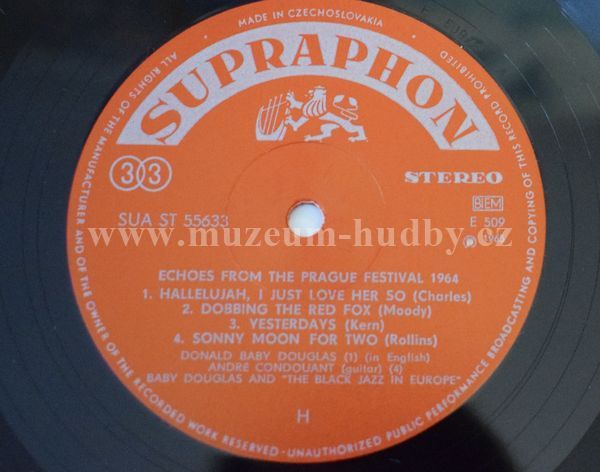 MADE IN CZECHOSLOVAKIA
ALL RIGHTS OF THE MANUFACTURER AND OF THE OWNER OF THE RECORDED WORK RESERVED - UNAUTHORIZED PUBLIC PERFORMANCE BROADCASTING AND COPYING OF THIS RECORD PROHIBITED
SUPRAPHON
33
STEREO
SUA ST 55633
BIEM
E 509
www.muzeum-hudby.cz
ECHOES FROM THE PRAGUE FESTIVAL 1964
1. HALLELUJAH, I JUST LOVE HER SO (Charles)
2. DOBBING THE RED FOX (Moody)
3. YESTERDAYS (Kern)
4. SONNY MOON FOR TWO (Rollins)
DONALD BABY DOUGLAS (1) (in English)
ANDRÉ CONDOUANT (guitar) (4)
BABY DOUGLAS AND "THE BLACK JAZZ IN EUROPE"
H